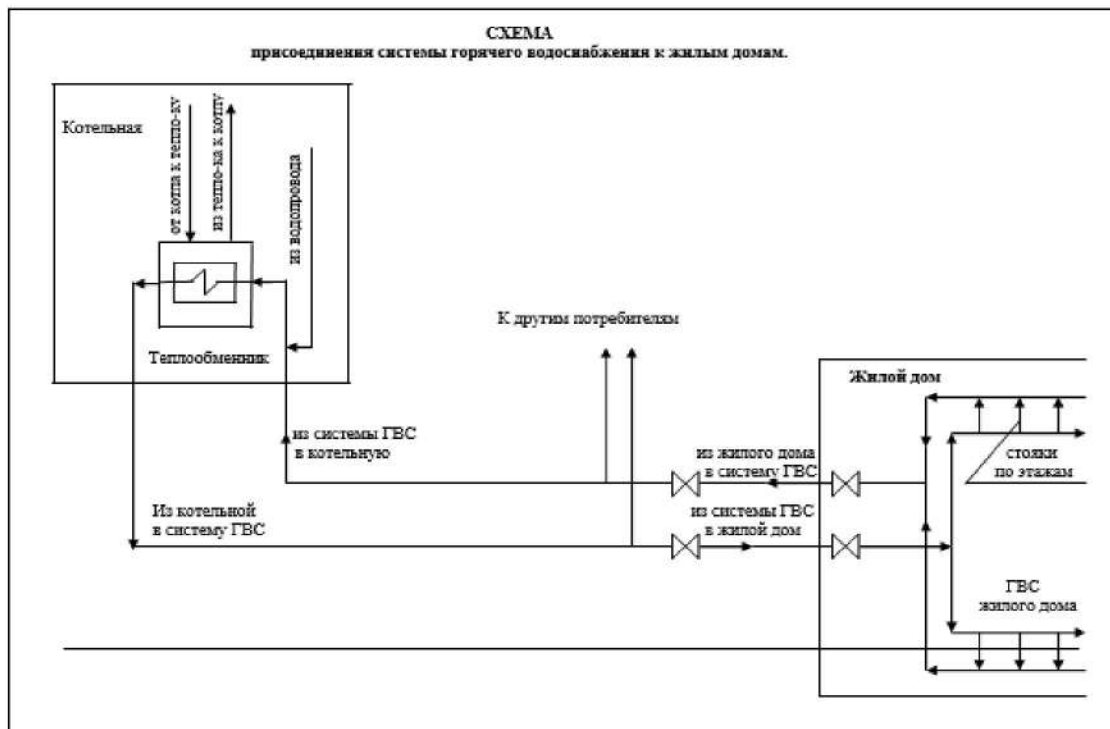 СХЕМА
присоединения системы горячего водоснабжения к жилым домам.
Котельная
от котла к тепло-ку
из тепло-ка к котлу
из водопровода
Теплообменник
К другим потребителям
Жилой дом
из системы ГВС
в котельную
из жилого дома
в систему ГВС
стояки
по этажам
Из котельной
в систему ГВС
из системы ГВС
в жилой дом
ГВС
жилого дома